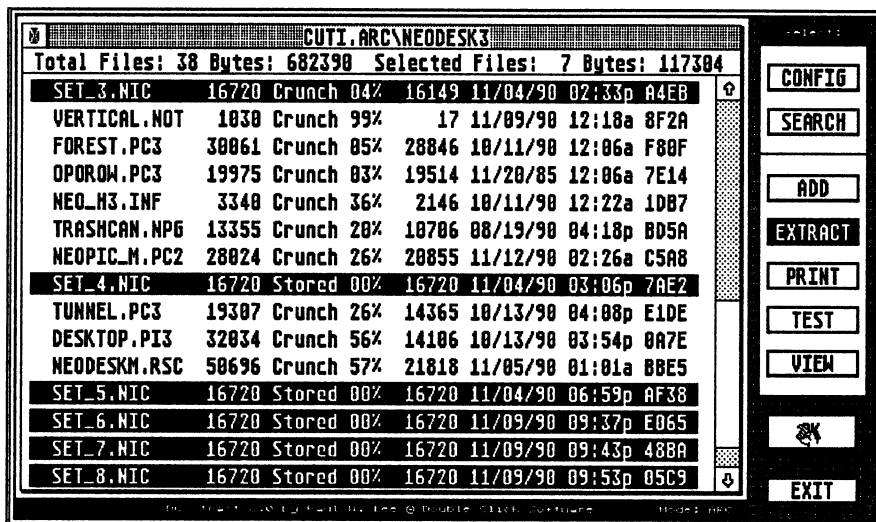 CUTI.ARC\NEODESK3
Total Files: 38 Bytes: 682390 Selected Files: 7 Bytes: 117304
SET_3.NIC 16720 Crunch 04% 16149 11/04/90 02:33p A4EB
VERTICAL.NOT 1030 Crunch 99% 17 11/09/90 12:18a 8F2A
FOREST.PC3 30061 Crunch 05% 28846 10/11/90 12:06a F80F
OPOROW.PC3 19975 Crunch 03% 19514 11/20/85 12:06a 7E14
NEO_H3.INF 3340 Crunch 36% 2146 10/11/90 12:22a 1DB7
TRASHCAN.NPG 13355 Crunch 20% 10706 08/19/90 04:18p BD5A
NEOPIC_M.PC2 28024 Crunch 26% 20855 11/12/90 02:26a C5A8
SET_4.NIC 16720 Stored 00% 16720 11/04/90 03:06p 7AE2
TUNNEL.PC3 19307 Crunch 26% 14365 10/13/90 04:08p E1DE
DESKTOP.PI3 32034 Crunch 56% 14106 10/13/90 03:54p 0A7E
NEODESKM.RSC 50696 Crunch 57% 21818 11/05/90 01:01a BBE5
SET_5.NIC 16720 Stored 00% 16720 11/04/90 06:59p AF38
SET_6.NIC 16720 Stored 00% 16720 11/09/90 09:37p E065
SET_7.NIC 16720 Stored 00% 16720 11/09/90 09:43p 48BA
SET_8.NIC 16720 Stored 00% 16720 11/09/90 09:53p 05C9
by Paul W. Lee @ Double Click Software Mode: ARC
Select:
CONFIG
SEARCH
ADD
EXTRACT
PRINT
TEST
VIEW
OK
EXIT